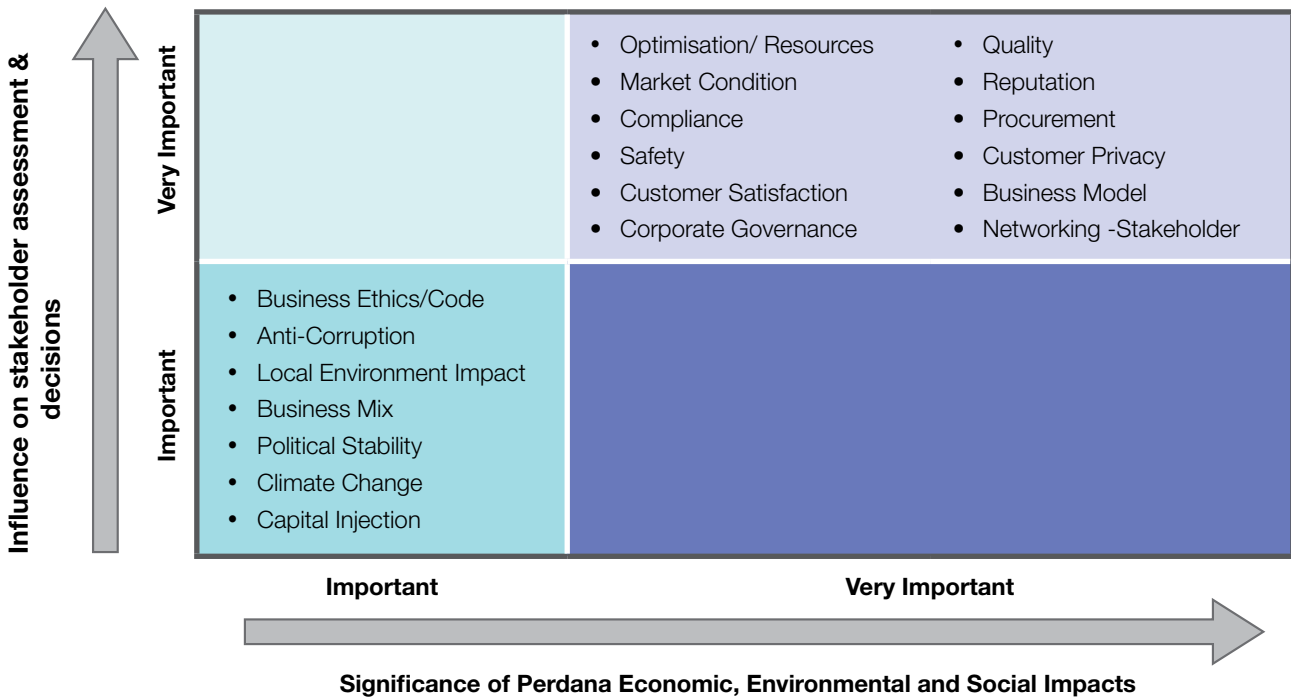 Influence on stakeholder assessment &
decisions
Very Important
Important
• Optimisation/ Resources
• Market Condition
• Compliance
• Safety
• Customer Satisfaction
• Corporate Governance
• Quality
• Reputation
• Procurement
• Customer Privacy
• Business Model
• Networking -Stakeholder
• Business Ethics/Code
• Anti-Corruption
• Local Environment Impact
• Business Mix
• Political Stability
• Climate Change
• Capital Injection
Important
Very Important
Significance of Perdana Economic, Environmental and Social Impacts